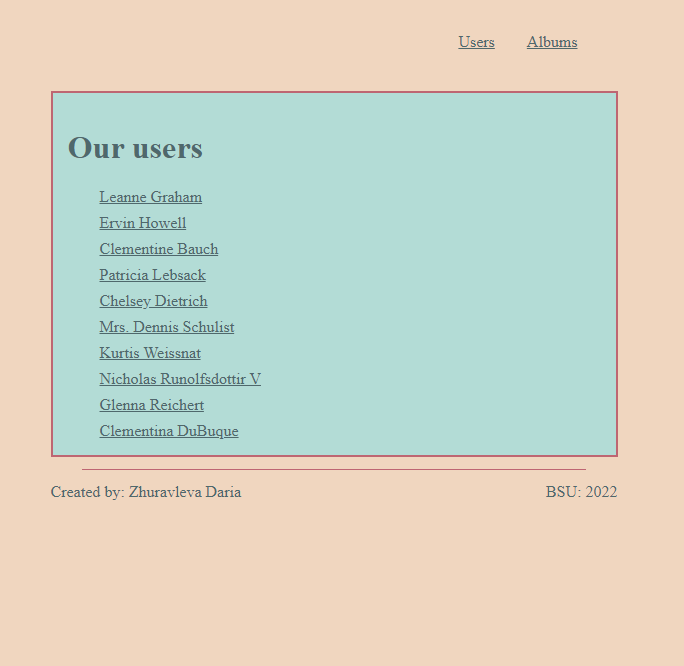 Users Albums
Our users
Leanne Graham
Ervin Howell
Clementine Bauch
Patricia Lebsack
Chelsey Dietrich
Mrs. Dennis Schulist
Kurtis Weissnat
Nicholas Runolfsdottir V
Glenna Reichert
Clementina DuBuque
Created by: Zhuravleva Daria BSU: 2022